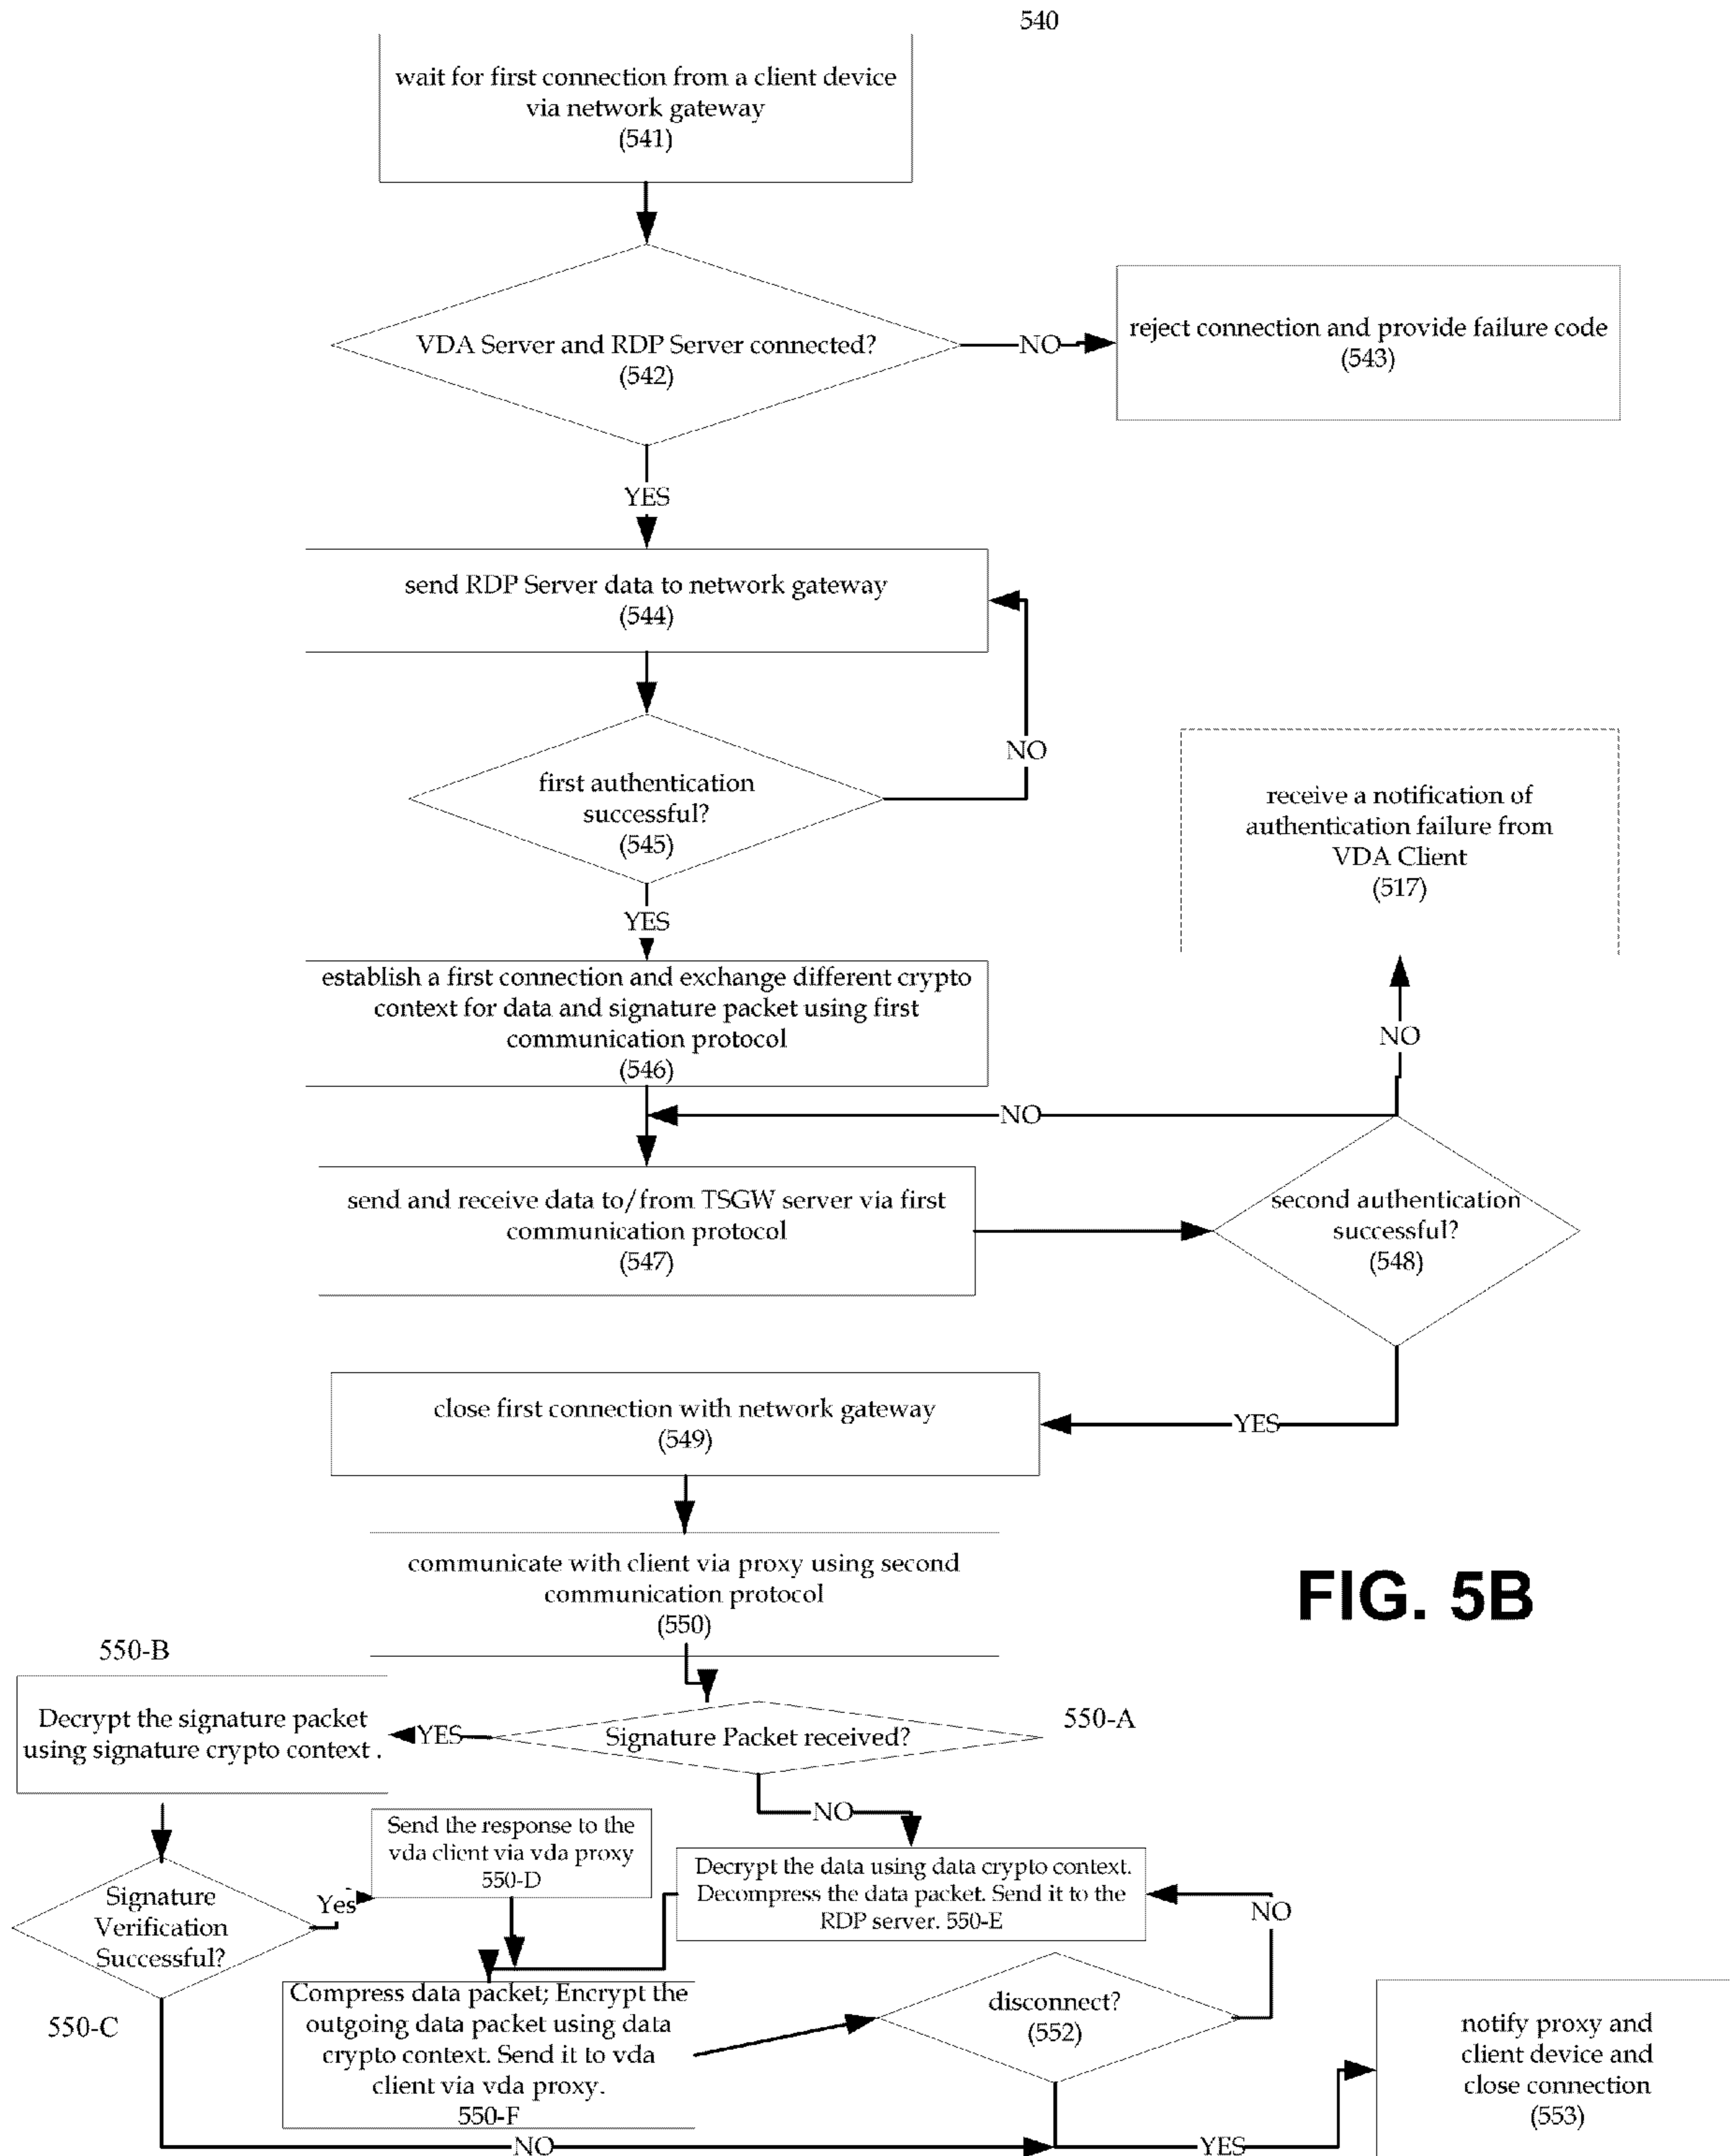 540
wait for first connection from a client device
via network gateway
(541)
VDA Server and RDP Server connected?
(542)
NO
reject connection and provide failure code
(543)
YES
send RDP Server data to network gateway
(544)
NO
first authentication
successful?
(545)
YES
receive a notification of
authentication failure from
VDA Client
(517)
establish a first connection and exchange different crypto
context for data and signature packet using first
communication protocol
(546)
NO
NO
send and receive data to/from TSGW server via first
communication protocol
(547)
second authentication
successful?
(548)
close first connection with network gateway
(549)
YES
communicate with client via proxy using second
communication protocol
(550)
FIG. 5B
550-B
Decrypt the signature packet
using signature crypto context .
YES
Signature Packet received?
550-A
NO
Send the response to the
vda client via vda proxy
550-D
Decrypt the data using data crypto context.
Decompress the data packet. Send it to the
RDP server. 550-E
Signature
Verification
Successful?
Yes
NO
550-C
Compress data packet; Encrypt the
outgoing data packet using data
crypto context. Send it to vda
client via vda proxy.
550-F
disconnect?
(552)
notify proxy and
client device and
close connection
(553)
NO
YES